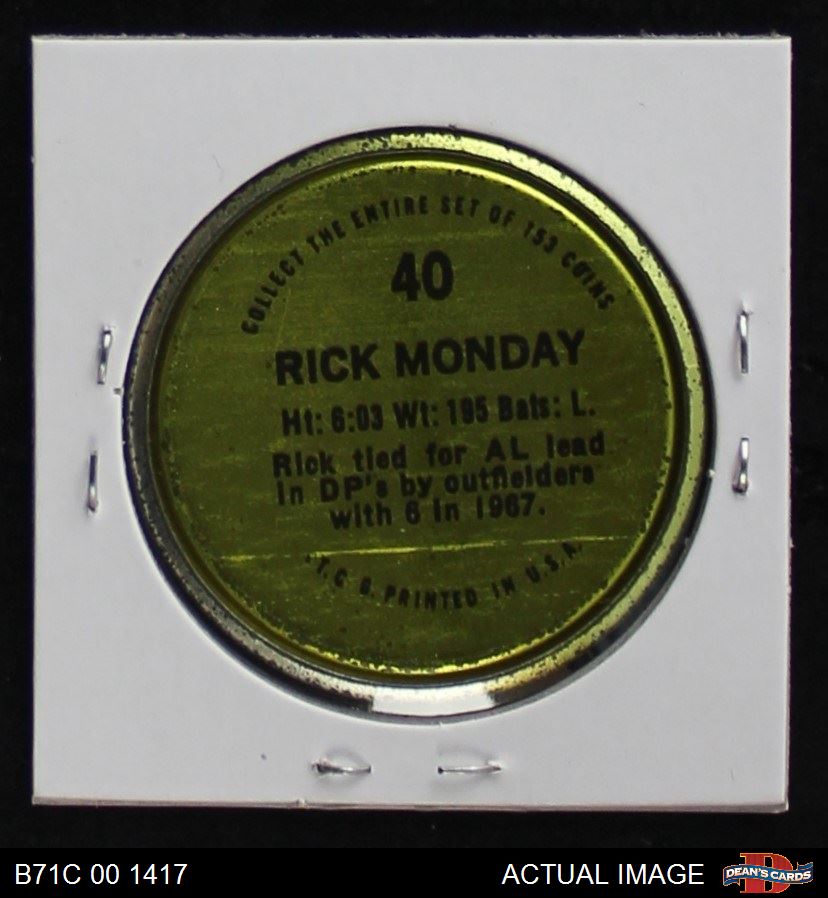 COLLECT THE ENTIRE SET OF 153 COINS
40
RICK MONDAY
Ht: 6:03 Wt: 195 Bats: L.
Rick tied for AL lead
in DP's by outfielders
with 6 in 1967.
T.C.G. PRINTED IN U.S.A.
B71C 00 1417
ACTUAL IMAGE
D
DEAN'S CARDS